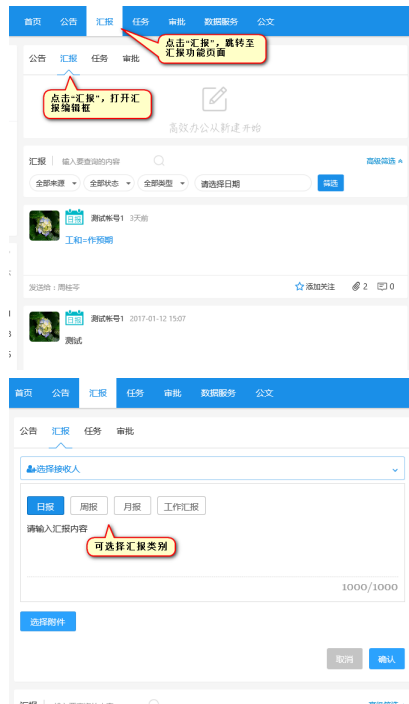 首页 公告 汇报 任务 审批 数据服务 公文
点击“汇报”，跳转至
汇报功能页面
公告 汇报 任务 审批
点击“汇报”，打开汇
报编辑框
高效办公从新建开始
汇报 输入要查询的内容 高级筛选
全部来源 全部状态 全部类型 请选择日期 筛选
日报 测试帐号1 3天前
工和=作预期
发送给：周桂芩
添加关注 2 0
日报 测试帐号1 2017-01-12 15:07
测试
首页 公告 汇报 任务 审批 数据服务 公文
公告 汇报 任务 审批
选择接收人
日报 周报 月报 工作汇报
请输入汇报内容
可选择汇报类别
1000/1000
选择附件
取消 确认